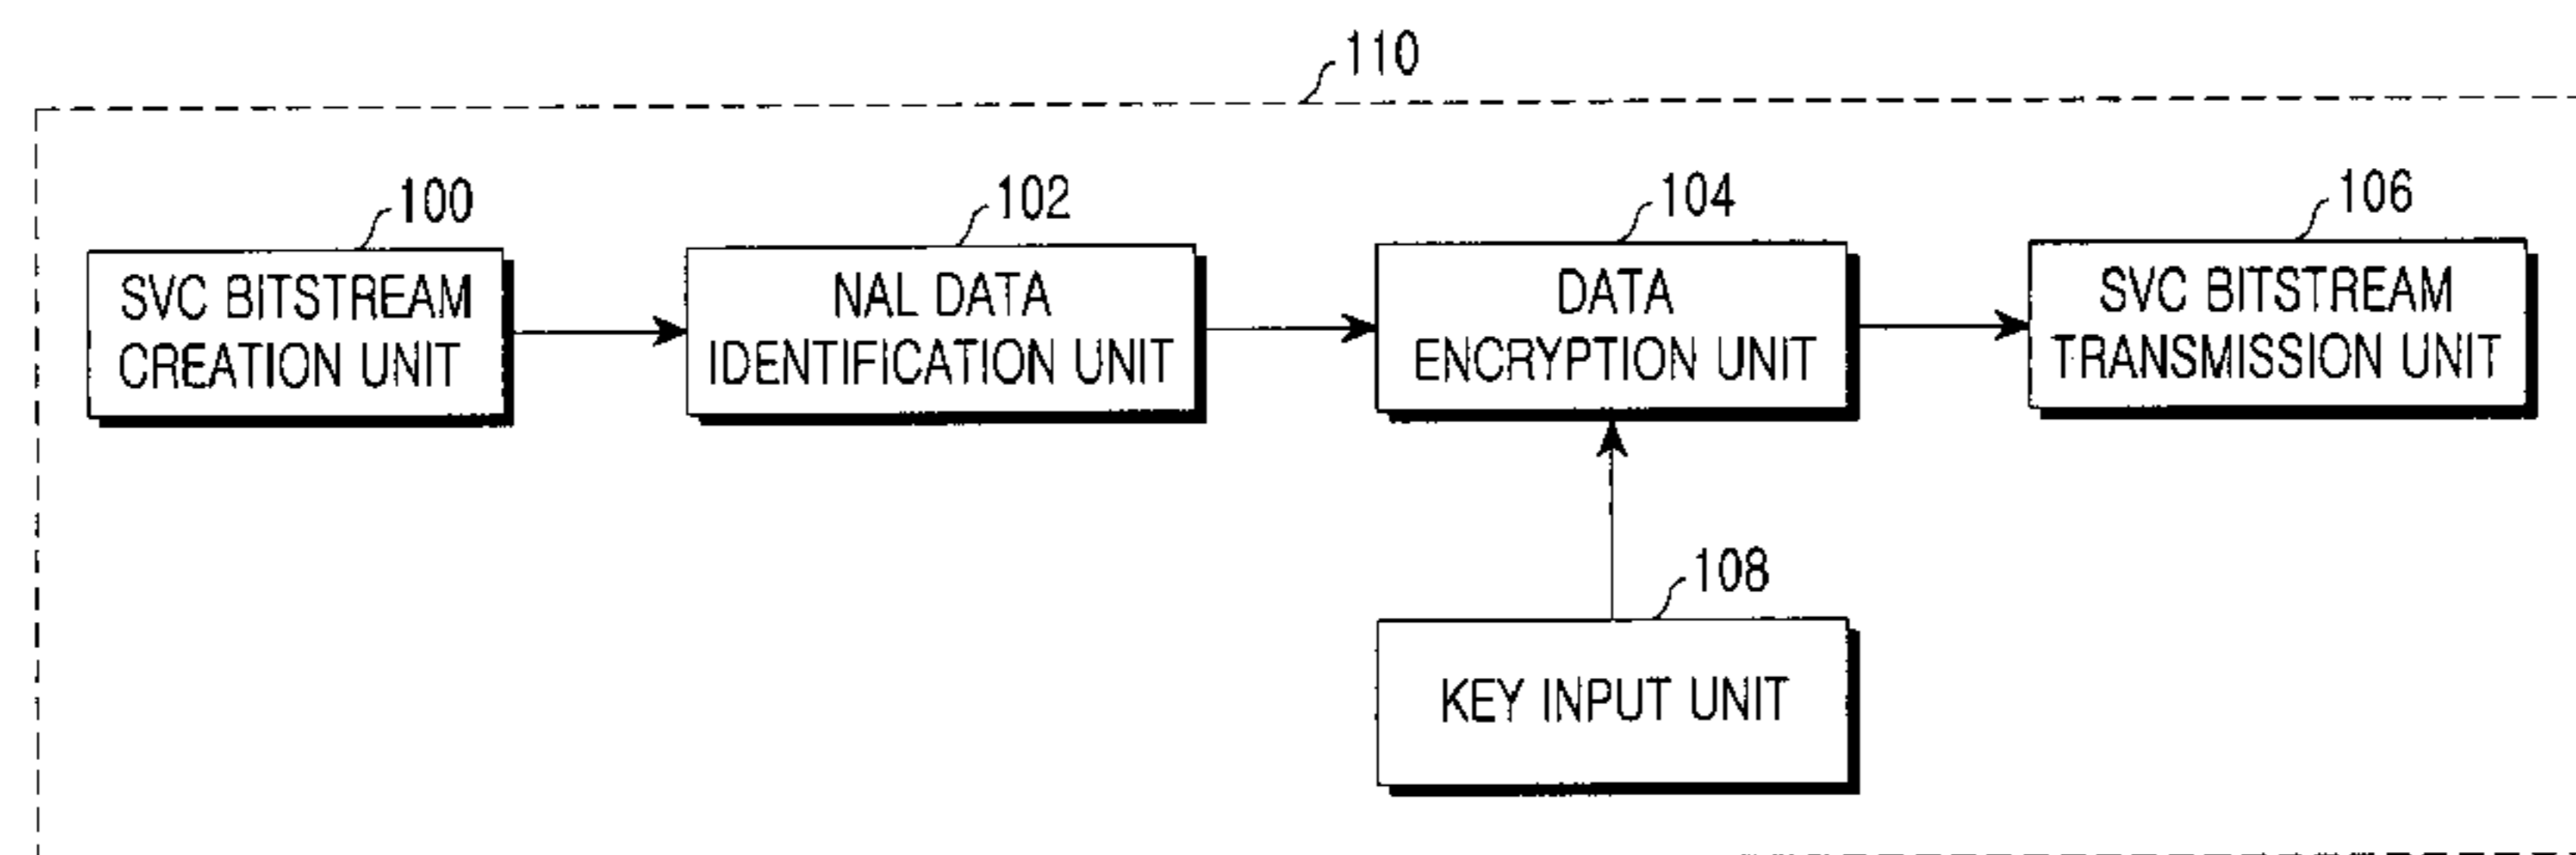 110
100
102
104
106
SVC BITSTREAM
CREATION UNIT
NAL DATA
IDENTIFICATION UNIT
DATA
ENCRYPTION UNIT
SVC BITSTREAM
TRANSMISSION UNIT
108
KEY INPUT UNIT